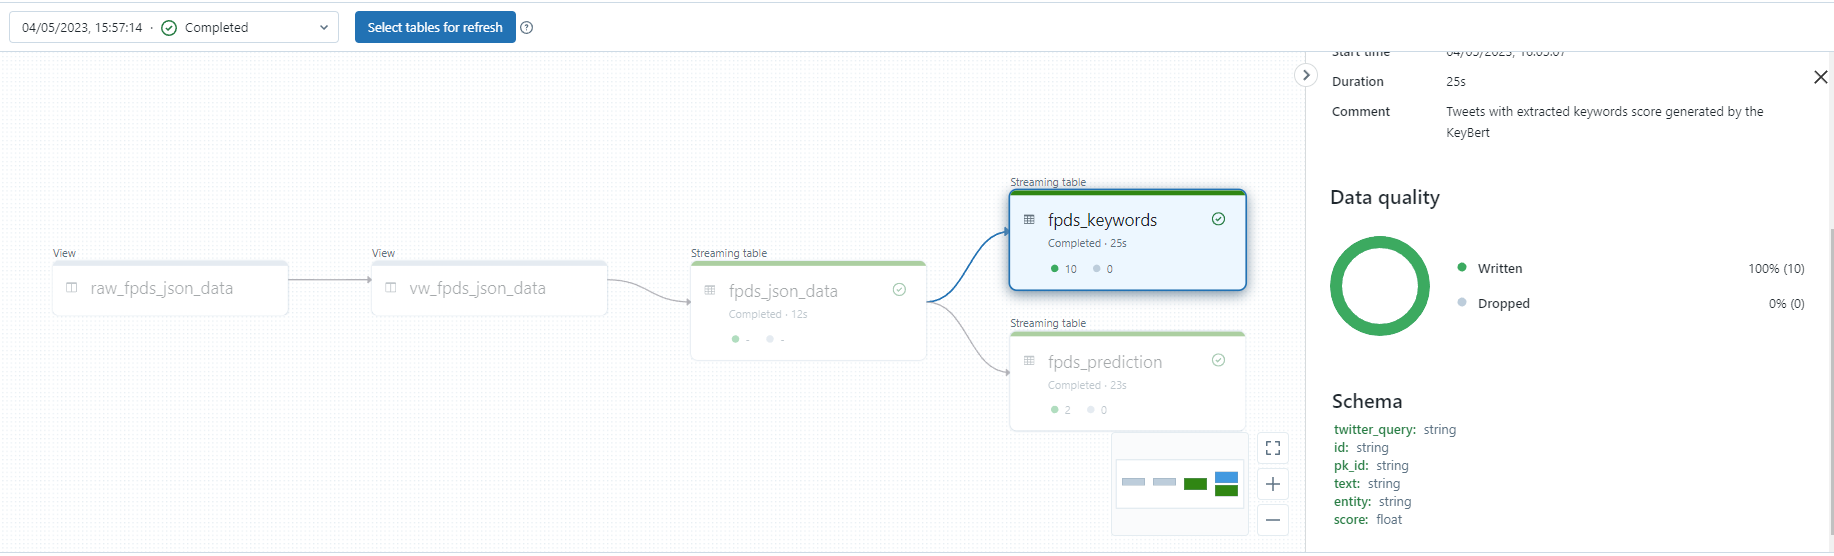 04/05/2023, 15:57:14 · Completed
Select tables for refresh
View
raw_fpds_json_data
View
vw_fpds_json_data
Streaming table
fpds_json_data
Completed · 12s
- -
Streaming table
fpds_keywords
Completed · 25s
10 0
Streaming table
fpds_prediction
Completed · 23s
2 0
Start time
Duration 25s
Comment Tweets with extracted keywords score generated by the
KeyBert
Data quality
Written 100% (10)
Dropped 0% (0)
Schema
twitter_query: string
id: string
pk_id: string
text: string
entity: string
score: float